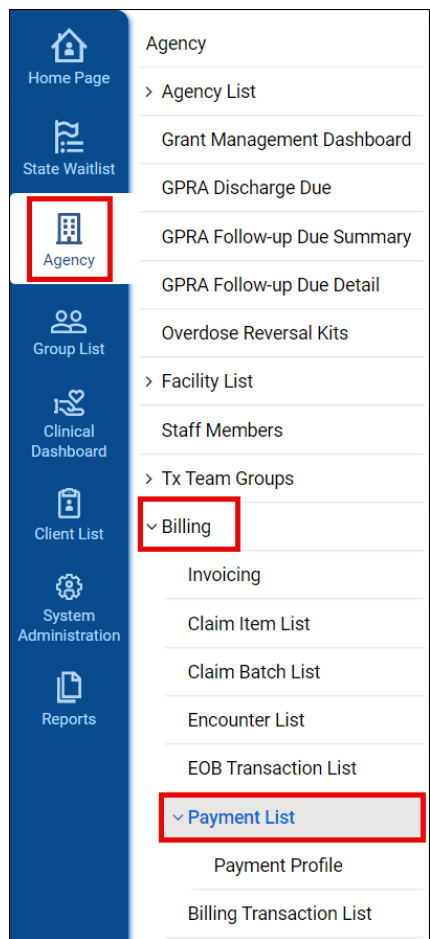 Home Page
State Waitlist
Agency
Group List
Clinical
Dashboard
Client List
System
Administration
Reports
Agency
Agency List
Grant Management Dashboard
GPRA Discharge Due
GPRA Follow-up Due Summary
GPRA Follow-up Due Detail
Overdose Reversal Kits
Facility List
Staff Members
Tx Team Groups
Billing
Invoicing
Claim Item List
Claim Batch List
Encounter List
EOB Transaction List
Payment List
Payment Profile
Billing Transaction List